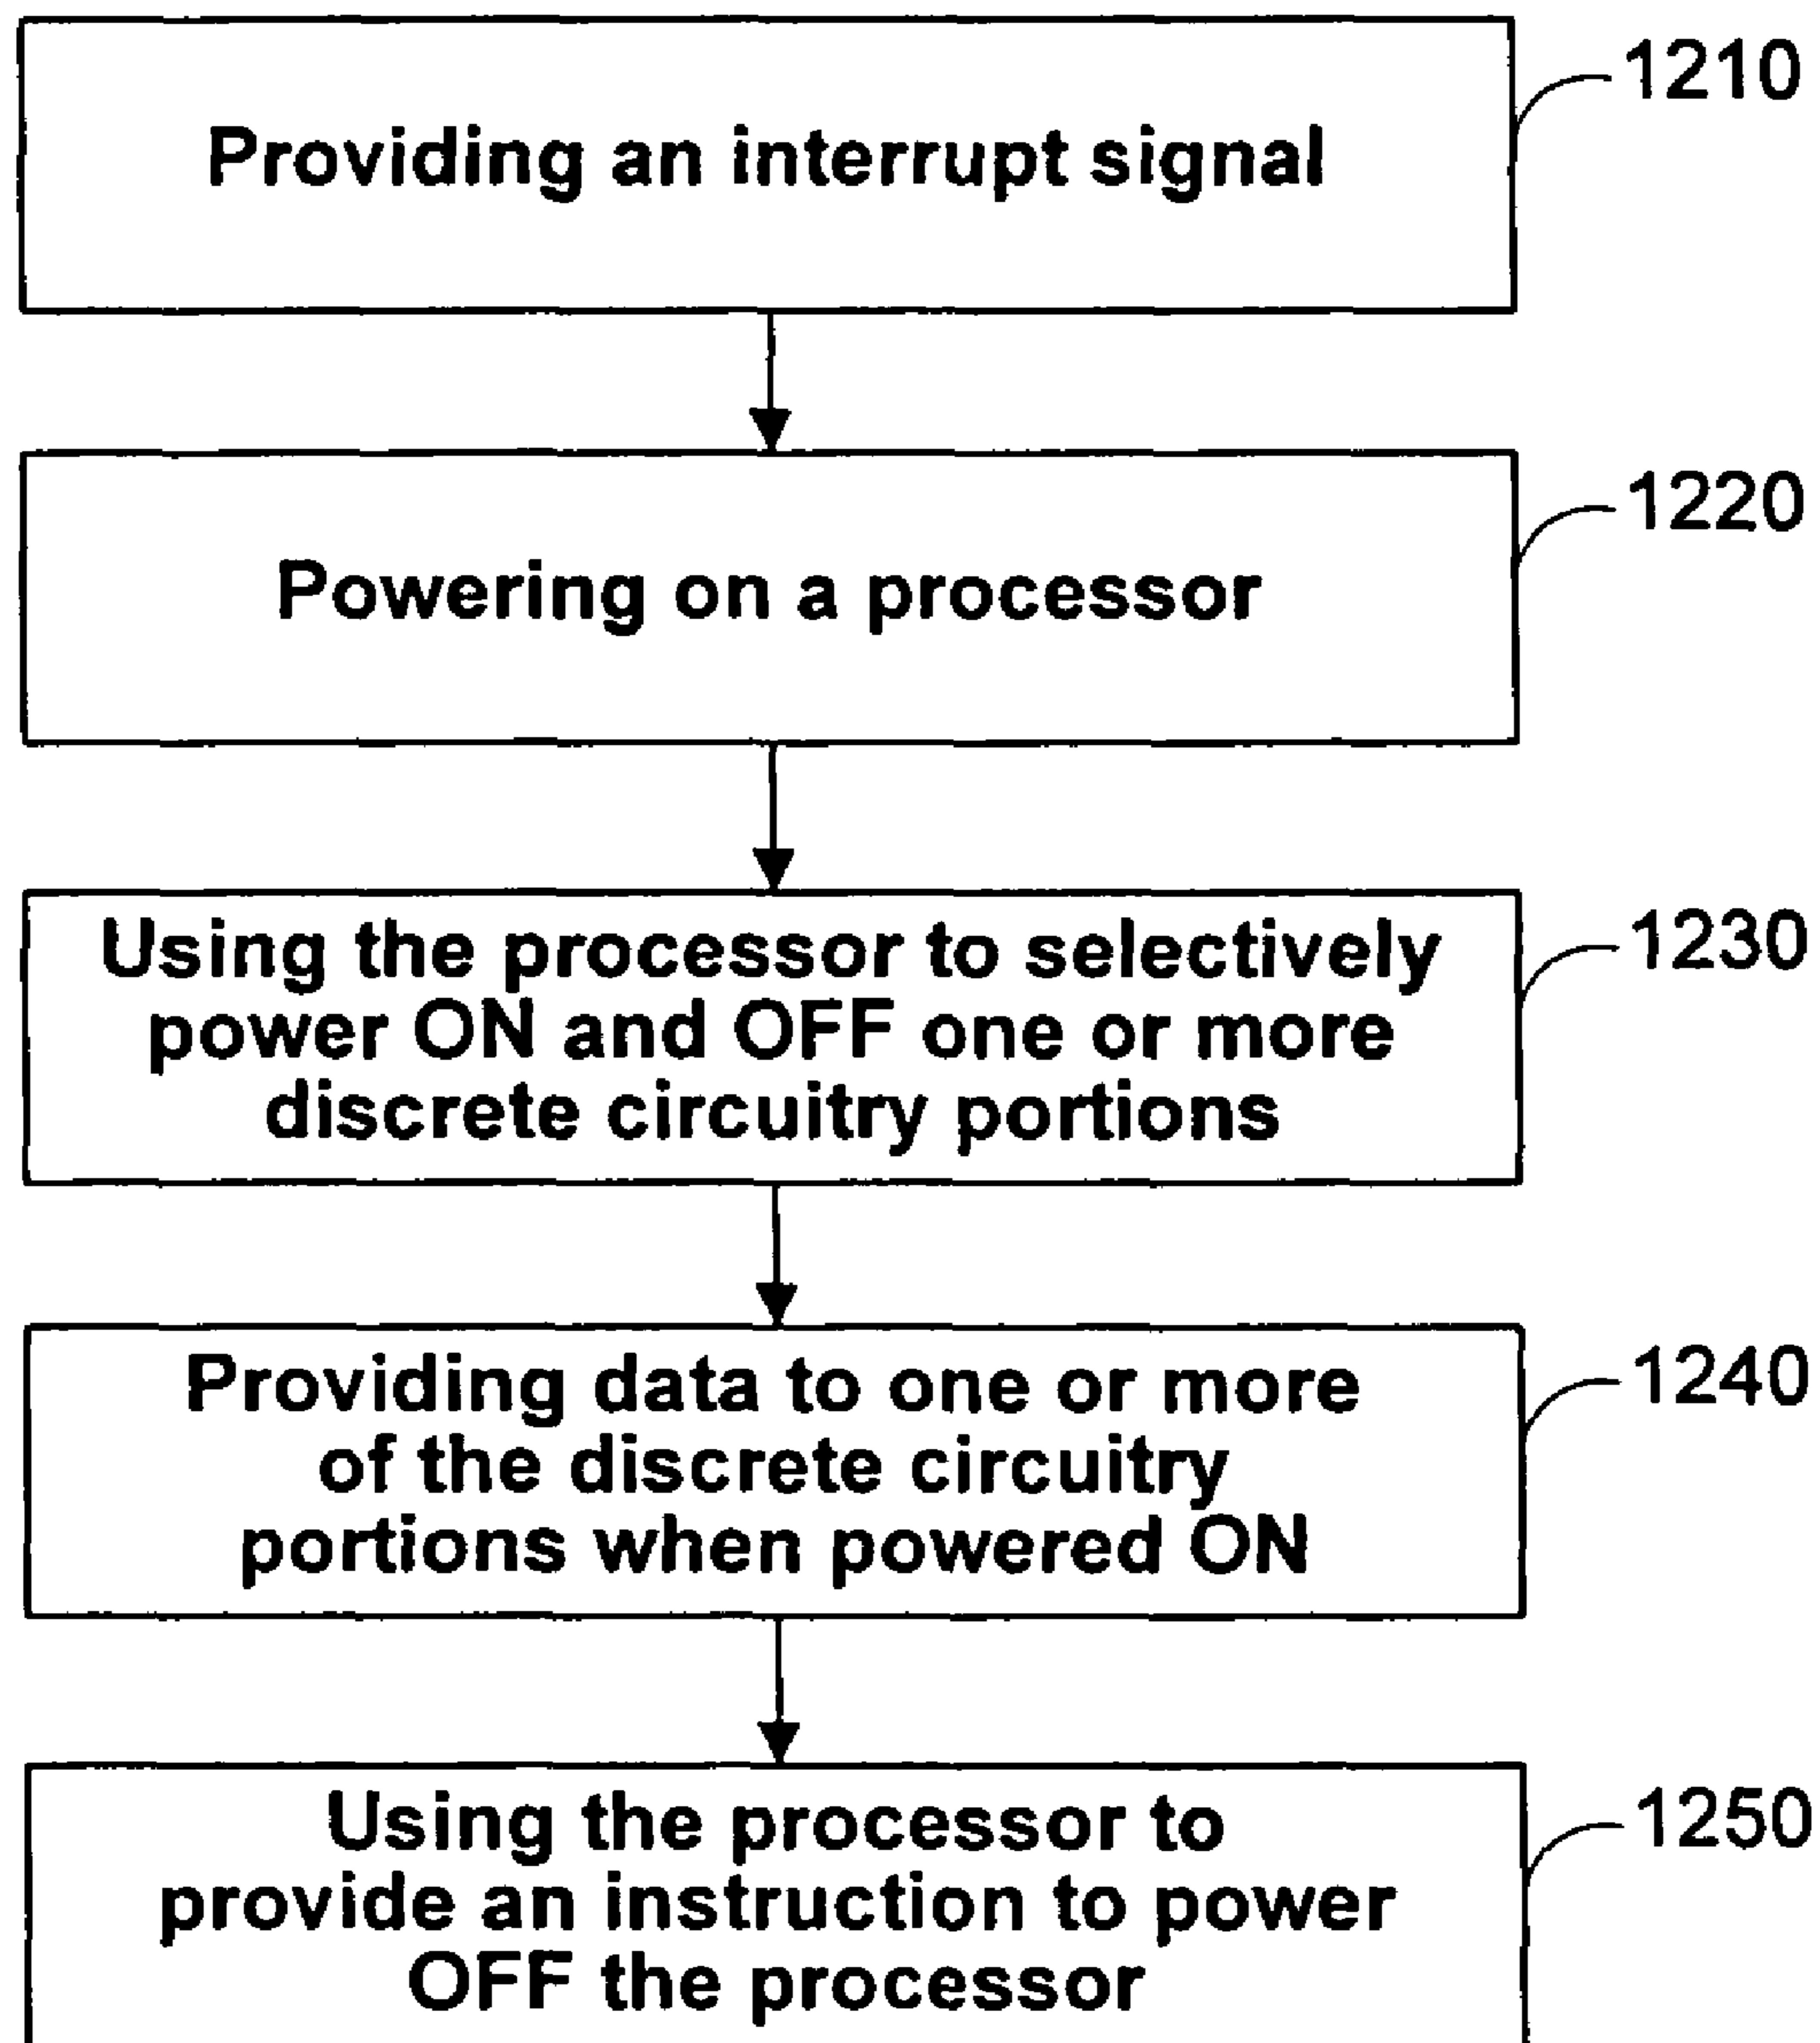 Providing an interrupt signal
1210
Powering on a processor
1220
Using the processor to selectively
power ON and OFF one or more
discrete circuitry portions
1230
Providing data to one or more
of the discrete circuitry
portions when powered ON
1240
Using the processor to
provide an instruction to power
OFF the processor
1250